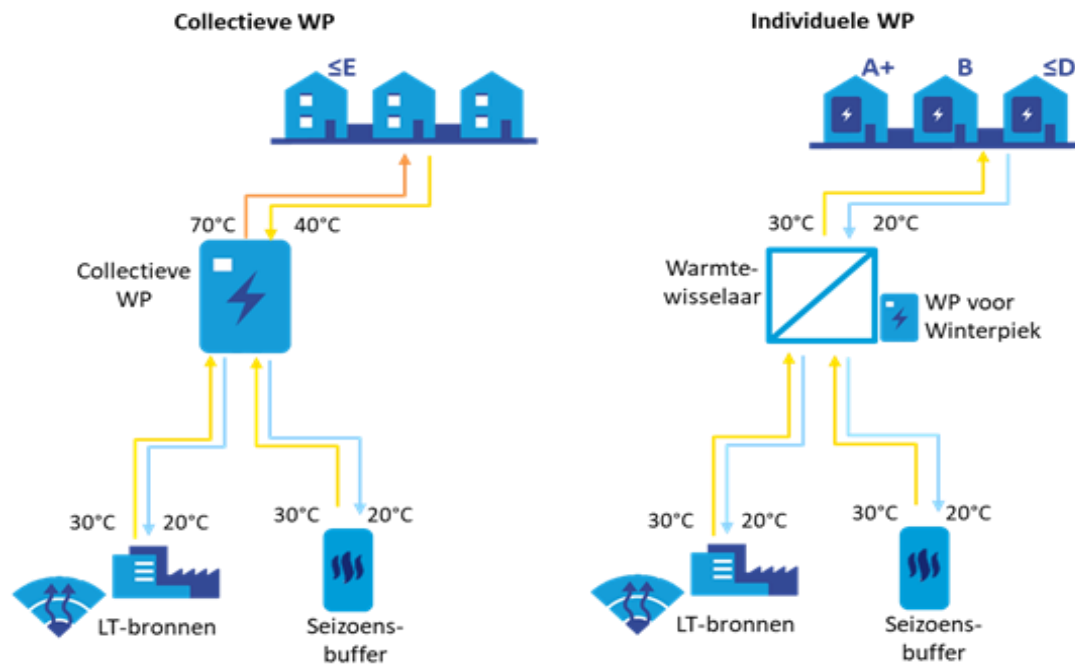 Collectieve WP
≤E
70°C
40°C
Collectieve
WP
30°C
20°C
30°C
20°C
LT-bronnen
Seizoens-
buffer
Individuele WP
A+
B
≤D
30°C
20°C
Warmte-
wisselaar
WP voor
Winterpiek
30°C
20°C
30°C
20°C
LT-bronnen
Seizoens-
buffer